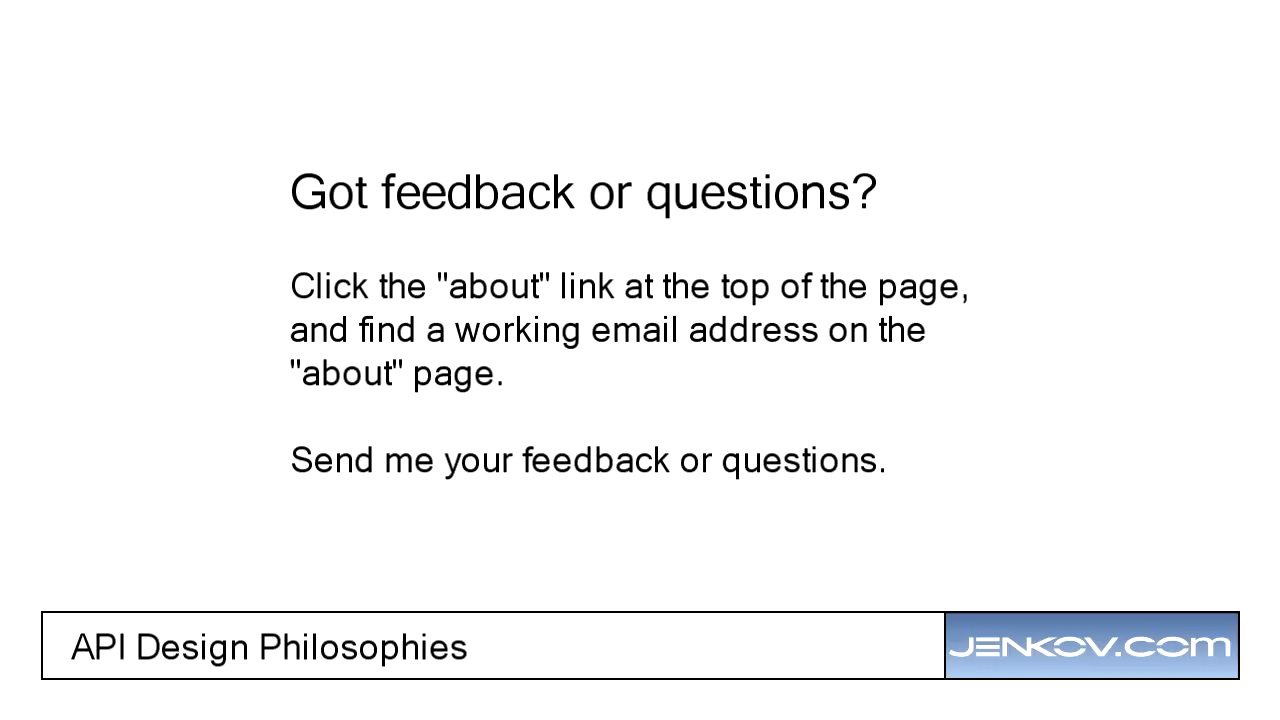 Got feedback or questions?
Click the "about" link at the top of the page,
and find a working email address on the
"about" page.
Send me your feedback or questions.
API Design Philosophies
JENKOV.COM